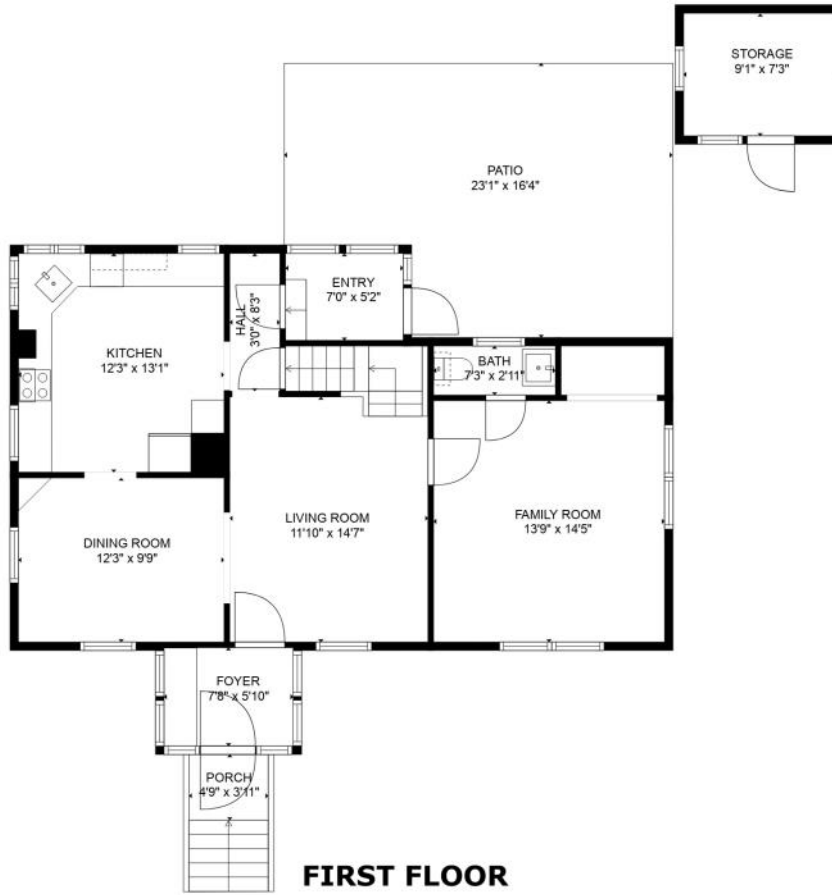 STORAGE
9'1" x 7'3"
PATIO
23'1" x 16'4"
ENTRY
7'0" x 5'2"
HALL
3'0" x 8'3"
KITCHEN
12'3" x 13'1"
BATH
7'3" x 2'11"
LIVING ROOM
11'10" x 14'7"
FAMILY ROOM
13'9" x 14'5"
DINING ROOM
12'3" x 9'9"
FOYER
7'8" x 5'10"
PORCH
4'9" x 3'11"
FIRST FLOOR